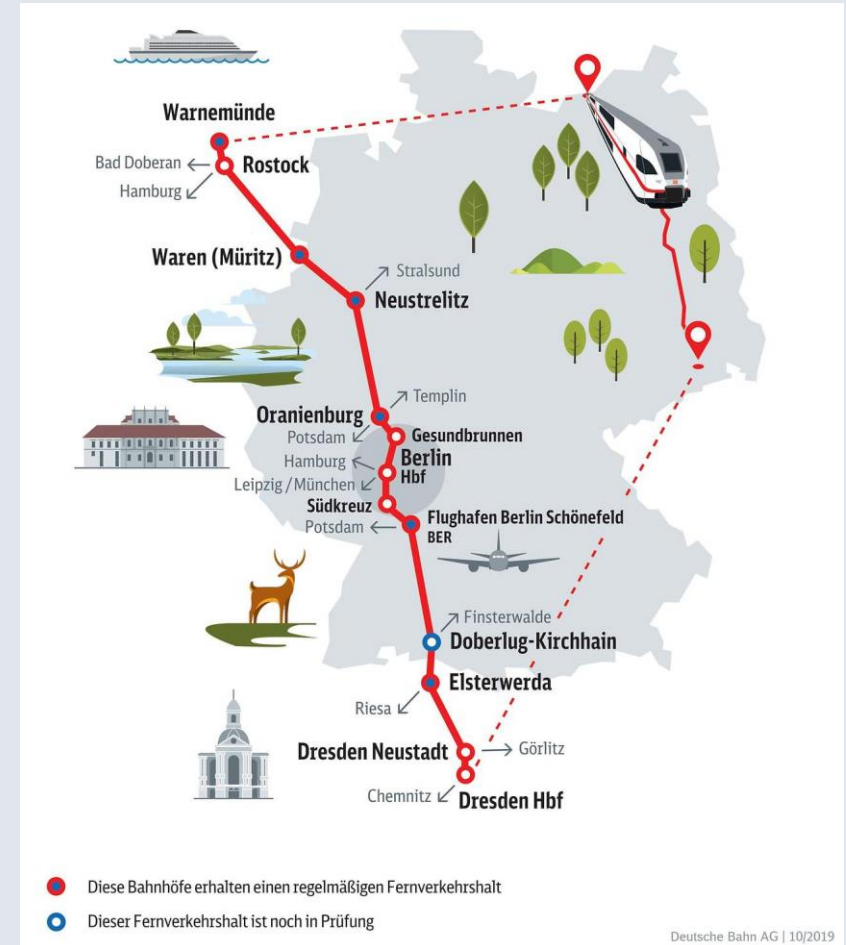 Warnemünde
Bad Doberan
Rostock
Hamburg
Waren (Müritz)
Stralsund
Neustrelitz
Templin
Oranienburg
Potsdam
Gesundbrunnen
Hamburg
Berlin
Hbf
Leipzig/München
Südkreuz
Flughafen Berlin Schönefeld
Potsdam
BER
Finsterwalde
Doberlug-Kirchhain
Elsterwerda
Riesa
Dresden Neustadt
Görlitz
Chemnitz
Dresden Hbf
Diese Bahnhöfe erhalten einen regelmäßigen Fernverkehrshalt
Dieser Fernverkehrshalt ist noch in Prüfung
Deutsche Bahn AG | 10/2019